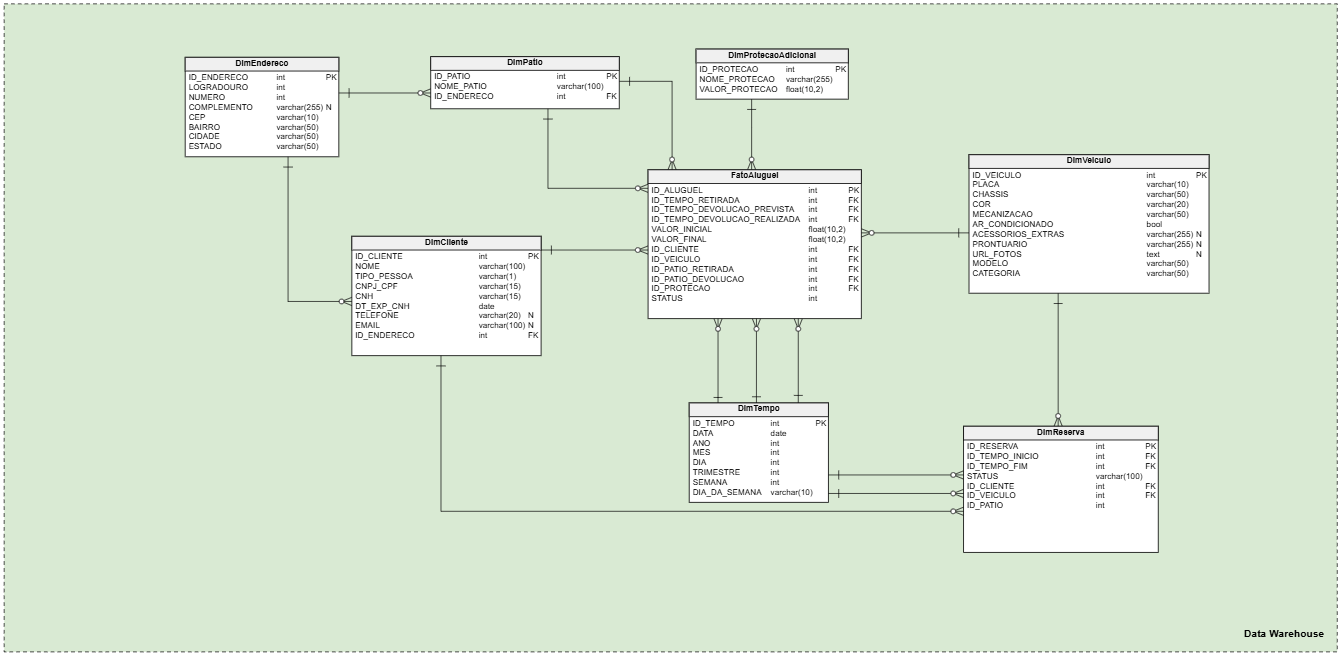 DimEndereco
ID_ENDERECO int PK
LOGRADOURO int
NUMERO int
COMPLEMENTO varchar(255) N
CEP varchar(10)
BAIRRO varchar(50)
CIDADE varchar(50)
ESTADO varchar(50)
DimPatio
ID_PATIO int PK
NOME_PATIO varchar(100)
ID_ENDERECO int FK
DimProtecaoAdicional
ID_PROTECAO int PK
NOME_PROTECAO varchar(255)
VALOR_PROTECAO float(10,2)
FatoAluguel
ID_ALUGUEL int PK
ID_TEMPO_RETIRADA int FK
ID_TEMPO_DEVOLUCAO_PREVISTA int FK
ID_TEMPO_DEVOLUCAO_REALIZADA int FK
VALOR_INICIAL float(10,2)
VALOR_FINAL float(10,2)
ID_CLIENTE int FK
ID_VEICULO int FK
ID_PATIO_RETIRADA int FK
ID_PATIO_DEVOLUCAO int FK
ID_PROTECAO int FK
STATUS int
DimVeiculo
ID_VEICULO int PK
PLACA varchar(10)
CHASSIS varchar(50)
COR varchar(20)
MECANIZACAO varchar(50)
AR_CONDICIONADO bool
ACESSORIOS_EXTRAS varchar(255) N
PRONTUARIO varchar(255) N
URL_FOTOS text N
MODELO varchar(50)
CATEGORIA varchar(50)
DimCliente
ID_CLIENTE int PK
NOME varchar(100)
TIPO_PESSOA varchar(1)
CNPJ_CPF varchar(15)
CNH varchar(15)
DT_EXP_CNH date
TELEFONE varchar(20) N
EMAIL varchar(100) N
ID_ENDERECO int FK
DimTempo
ID_TEMPO int PK
DATA date
ANO int
MES int
DIA int
TRIMESTRE int
SEMANA int
DIA_DA_SEMANA varchar(10)
DimReserva
ID_RESERVA int PK
ID_TEMPO_INICIO int FK
ID_TEMPO_FIM int FK
STATUS varchar(100)
ID_CLIENTE int FK
ID_VEICULO int FK
ID_PATIO int
Data Warehouse